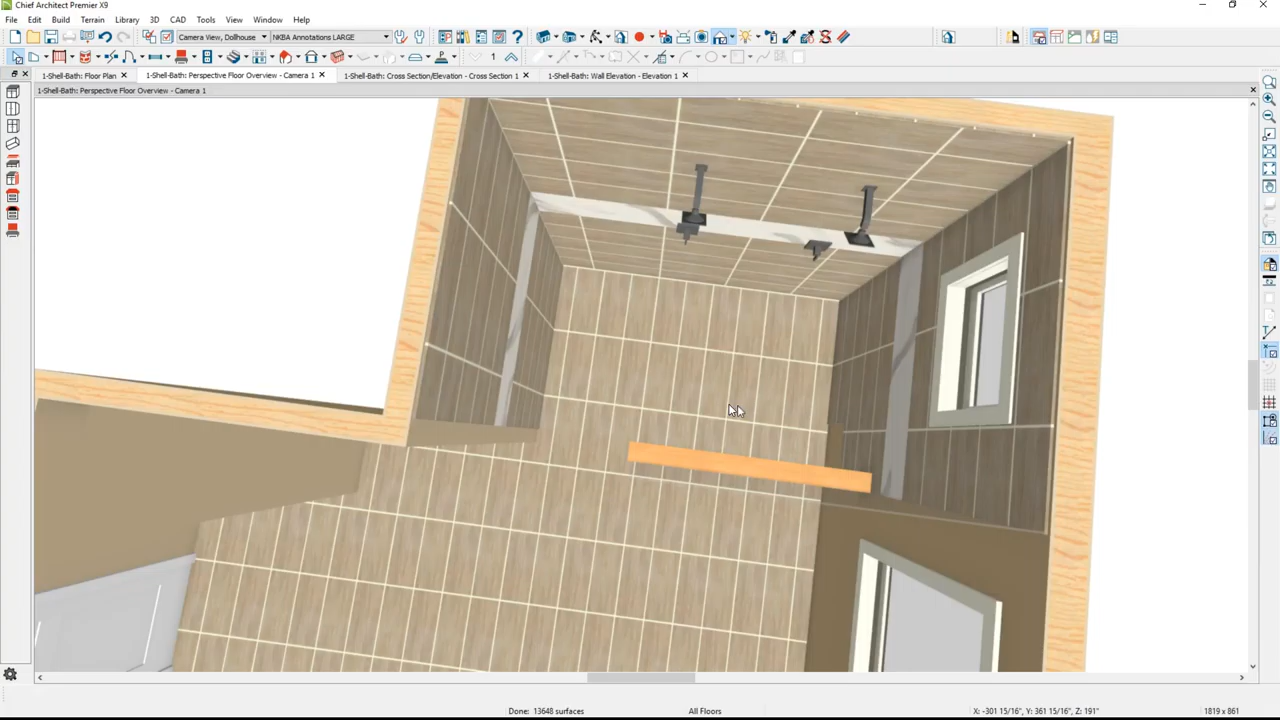 Chief Architect Premier X9
File Edit Build Terrain Library 3D CAD Tools View Window Help
Camera View, Dollhouse NKBA Annotations LARGE
1-Shell-Bath: Floor Plan 1-Shell-Bath: Perspective Floor Overview - Camera 1 1-Shell-Bath: Cross Section/Elevation - Cross Section 1 1-Shell-Bath: Wall Elevation - Elevation 1
1-Shell-Bath: Perspective Floor Overview - Camera 1
Done: 13648 surfaces All Floors X: -301 15/16", Y: 361 15/16", Z: 191" 1819 x 861